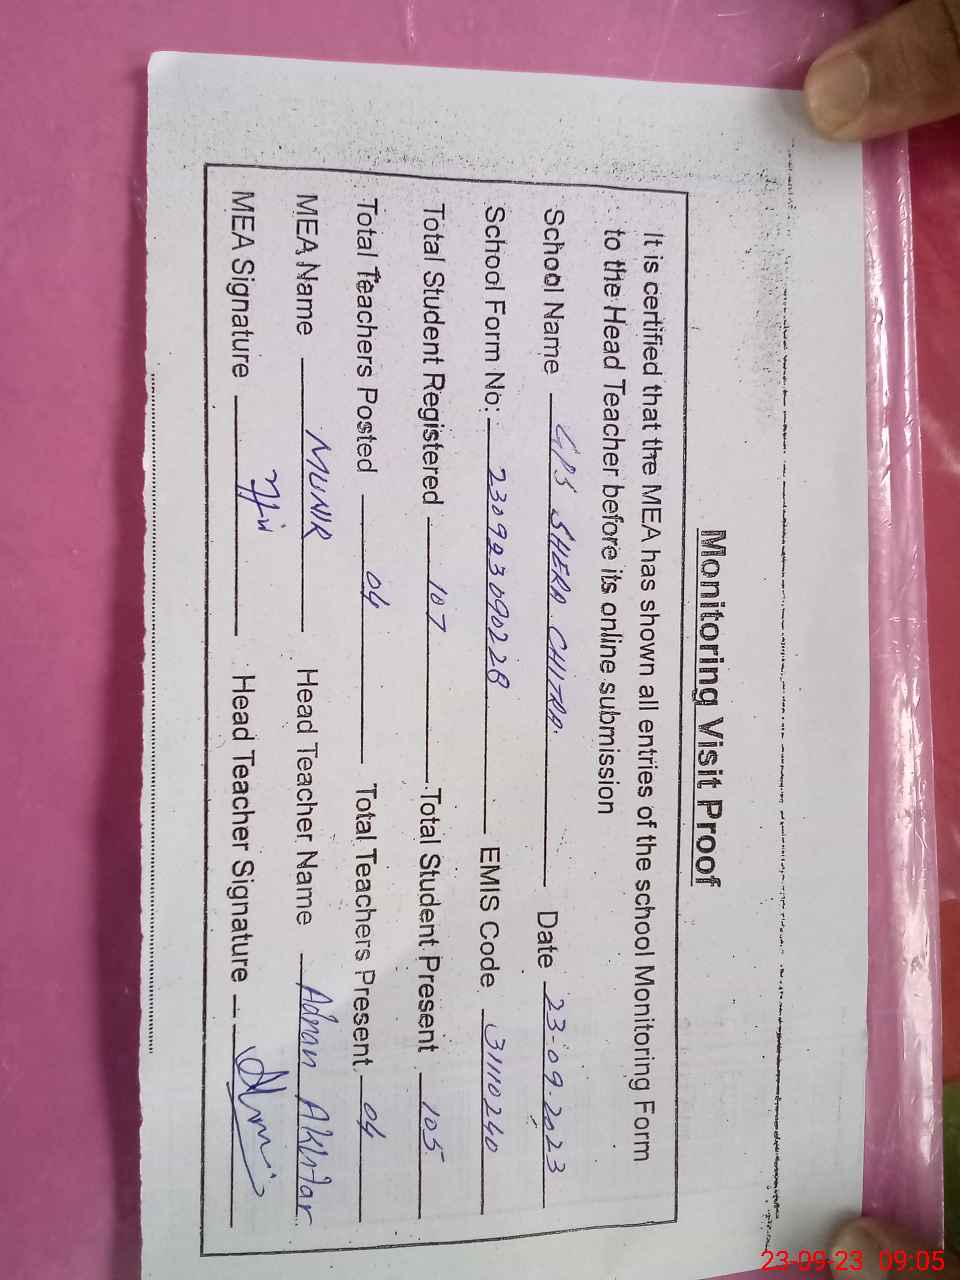 Monitoring Visit Proof
It is certified that the MEA has shown all entries of the school Monitoring Form
to the Head Teacher before its online submission
School Name GPS SHERA CHITRA. Date 23-09-2023
School Form No: 230923090228 EMIS Code 31110240
Total Student Registered 107 Total Student Present 105
Total Teachers Posted 04 Total Teachers Present 04
MEA Name MUNIR Head Teacher Name Adnan Akhtar
MEA Signature Head Teacher Signature
23-09-23 09:05